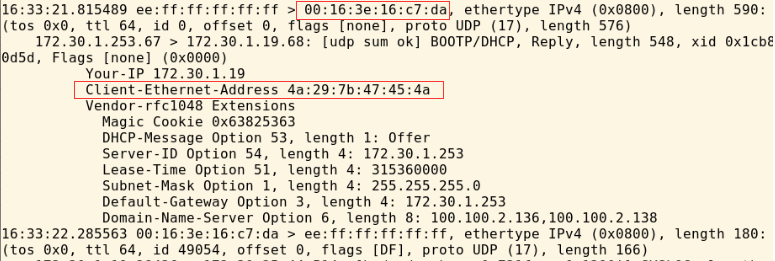 16:33:21.815489 ee:ff:ff:ff:ff:ff > 00:16:3e:16:c7:da, ethertype IPv4 (0x0800), length 590:
(tos 0x0, ttl 64, id 0, offset 0, flags [none], proto UDP (17), length 576)
172.30.1.253.67 > 172.30.1.19.68: [udp sum ok] BOOTP/DHCP, Reply, length 548, xid 0x1cb8
0d5d, Flags [none] (0x0000)
Your-IP 172.30.1.19
Client-Ethernet-Address 4a:29:7b:47:45:4a
Vendor-rfc1048 Extensions
Magic Cookie 0x63825363
DHCP-Message Option 53, length 1: Offer
Server-ID Option 54, length 4: 172.30.1.253
Lease-Time Option 51, length 4: 315360000
Subnet-Mask Option 1, length 4: 255.255.255.0
Default-Gateway Option 3, length 4: 172.30.1.253
Domain-Name-Server Option 6, length 8: 100.100.2.136,100.100.2.138
16:33:22.285563 00:16:3e:16:c7:da > ee:ff:ff:ff:ff:ff, ethertype IPv4 (0x0800), length 180:
(tos 0x0, ttl 64, id 49054, offset 0, flags [DF], proto UDP (17), length 166)